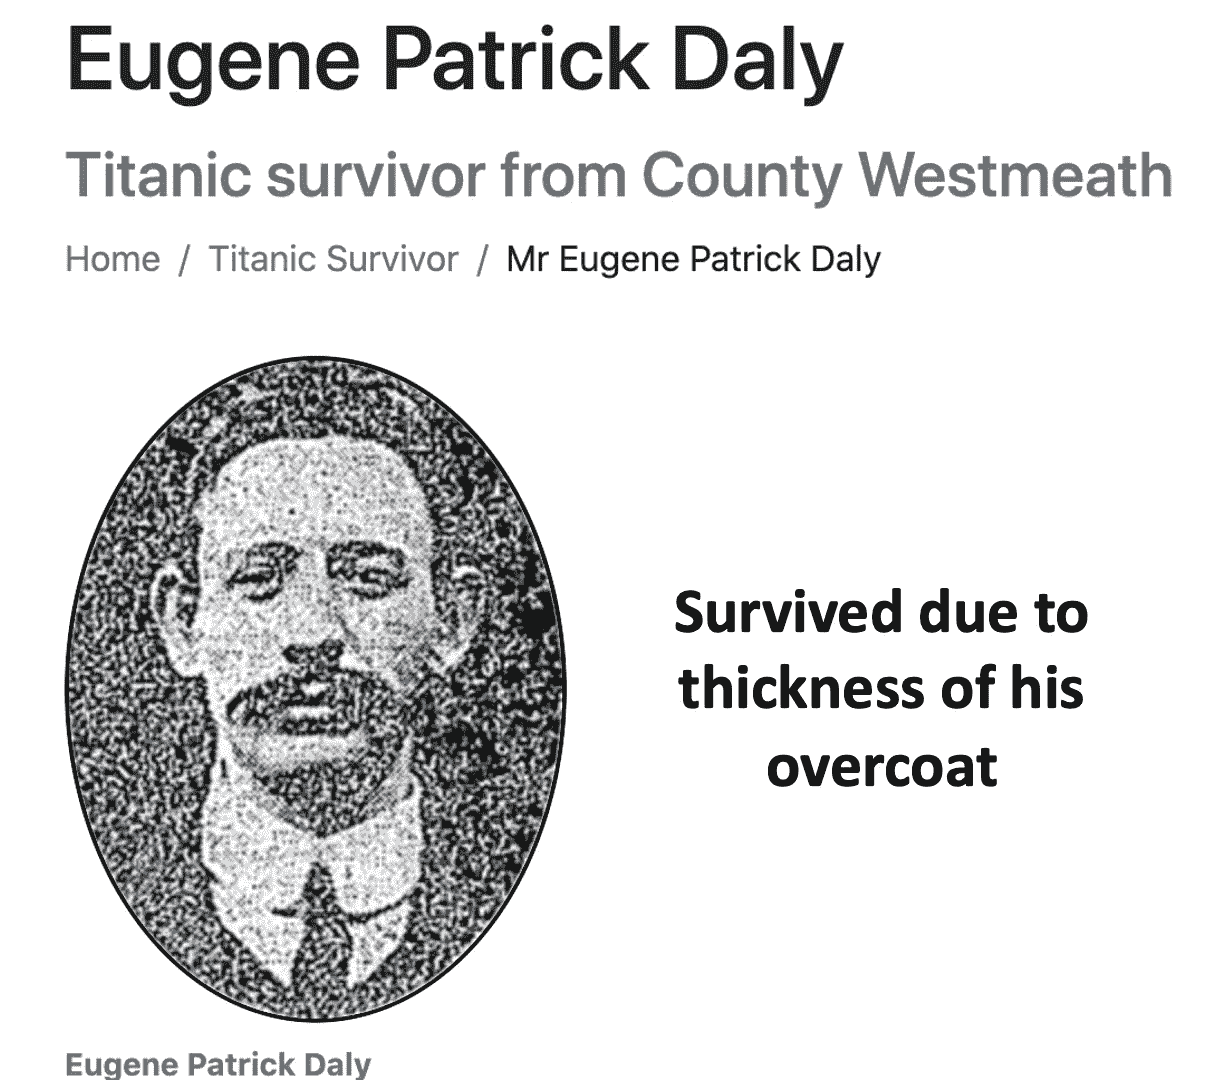 Eugene Patrick Daly
Titanic survivor from County Westmeath
Home / Titanic Survivor / Mr Eugene Patrick Daly
Survived due to
thickness of his
overcoat
Eugene Patrick Daly